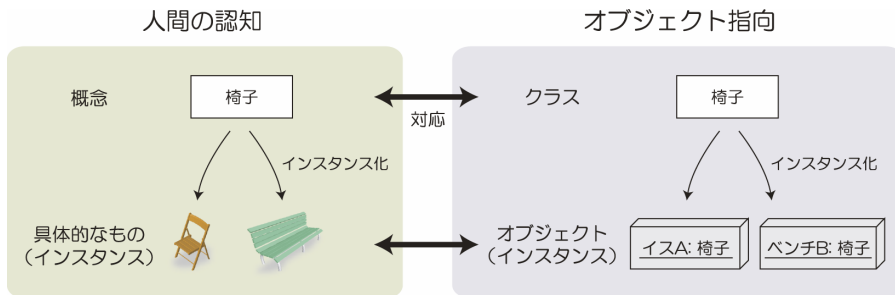 人間の認知
オブジェクト指向
概念
椅子
対応
クラス
椅子
インスタンス化
インスタンス化
具体的なもの
（インスタンス）
オブジェクト
（インスタンス）
イスA: 椅子
ベンチB: 椅子